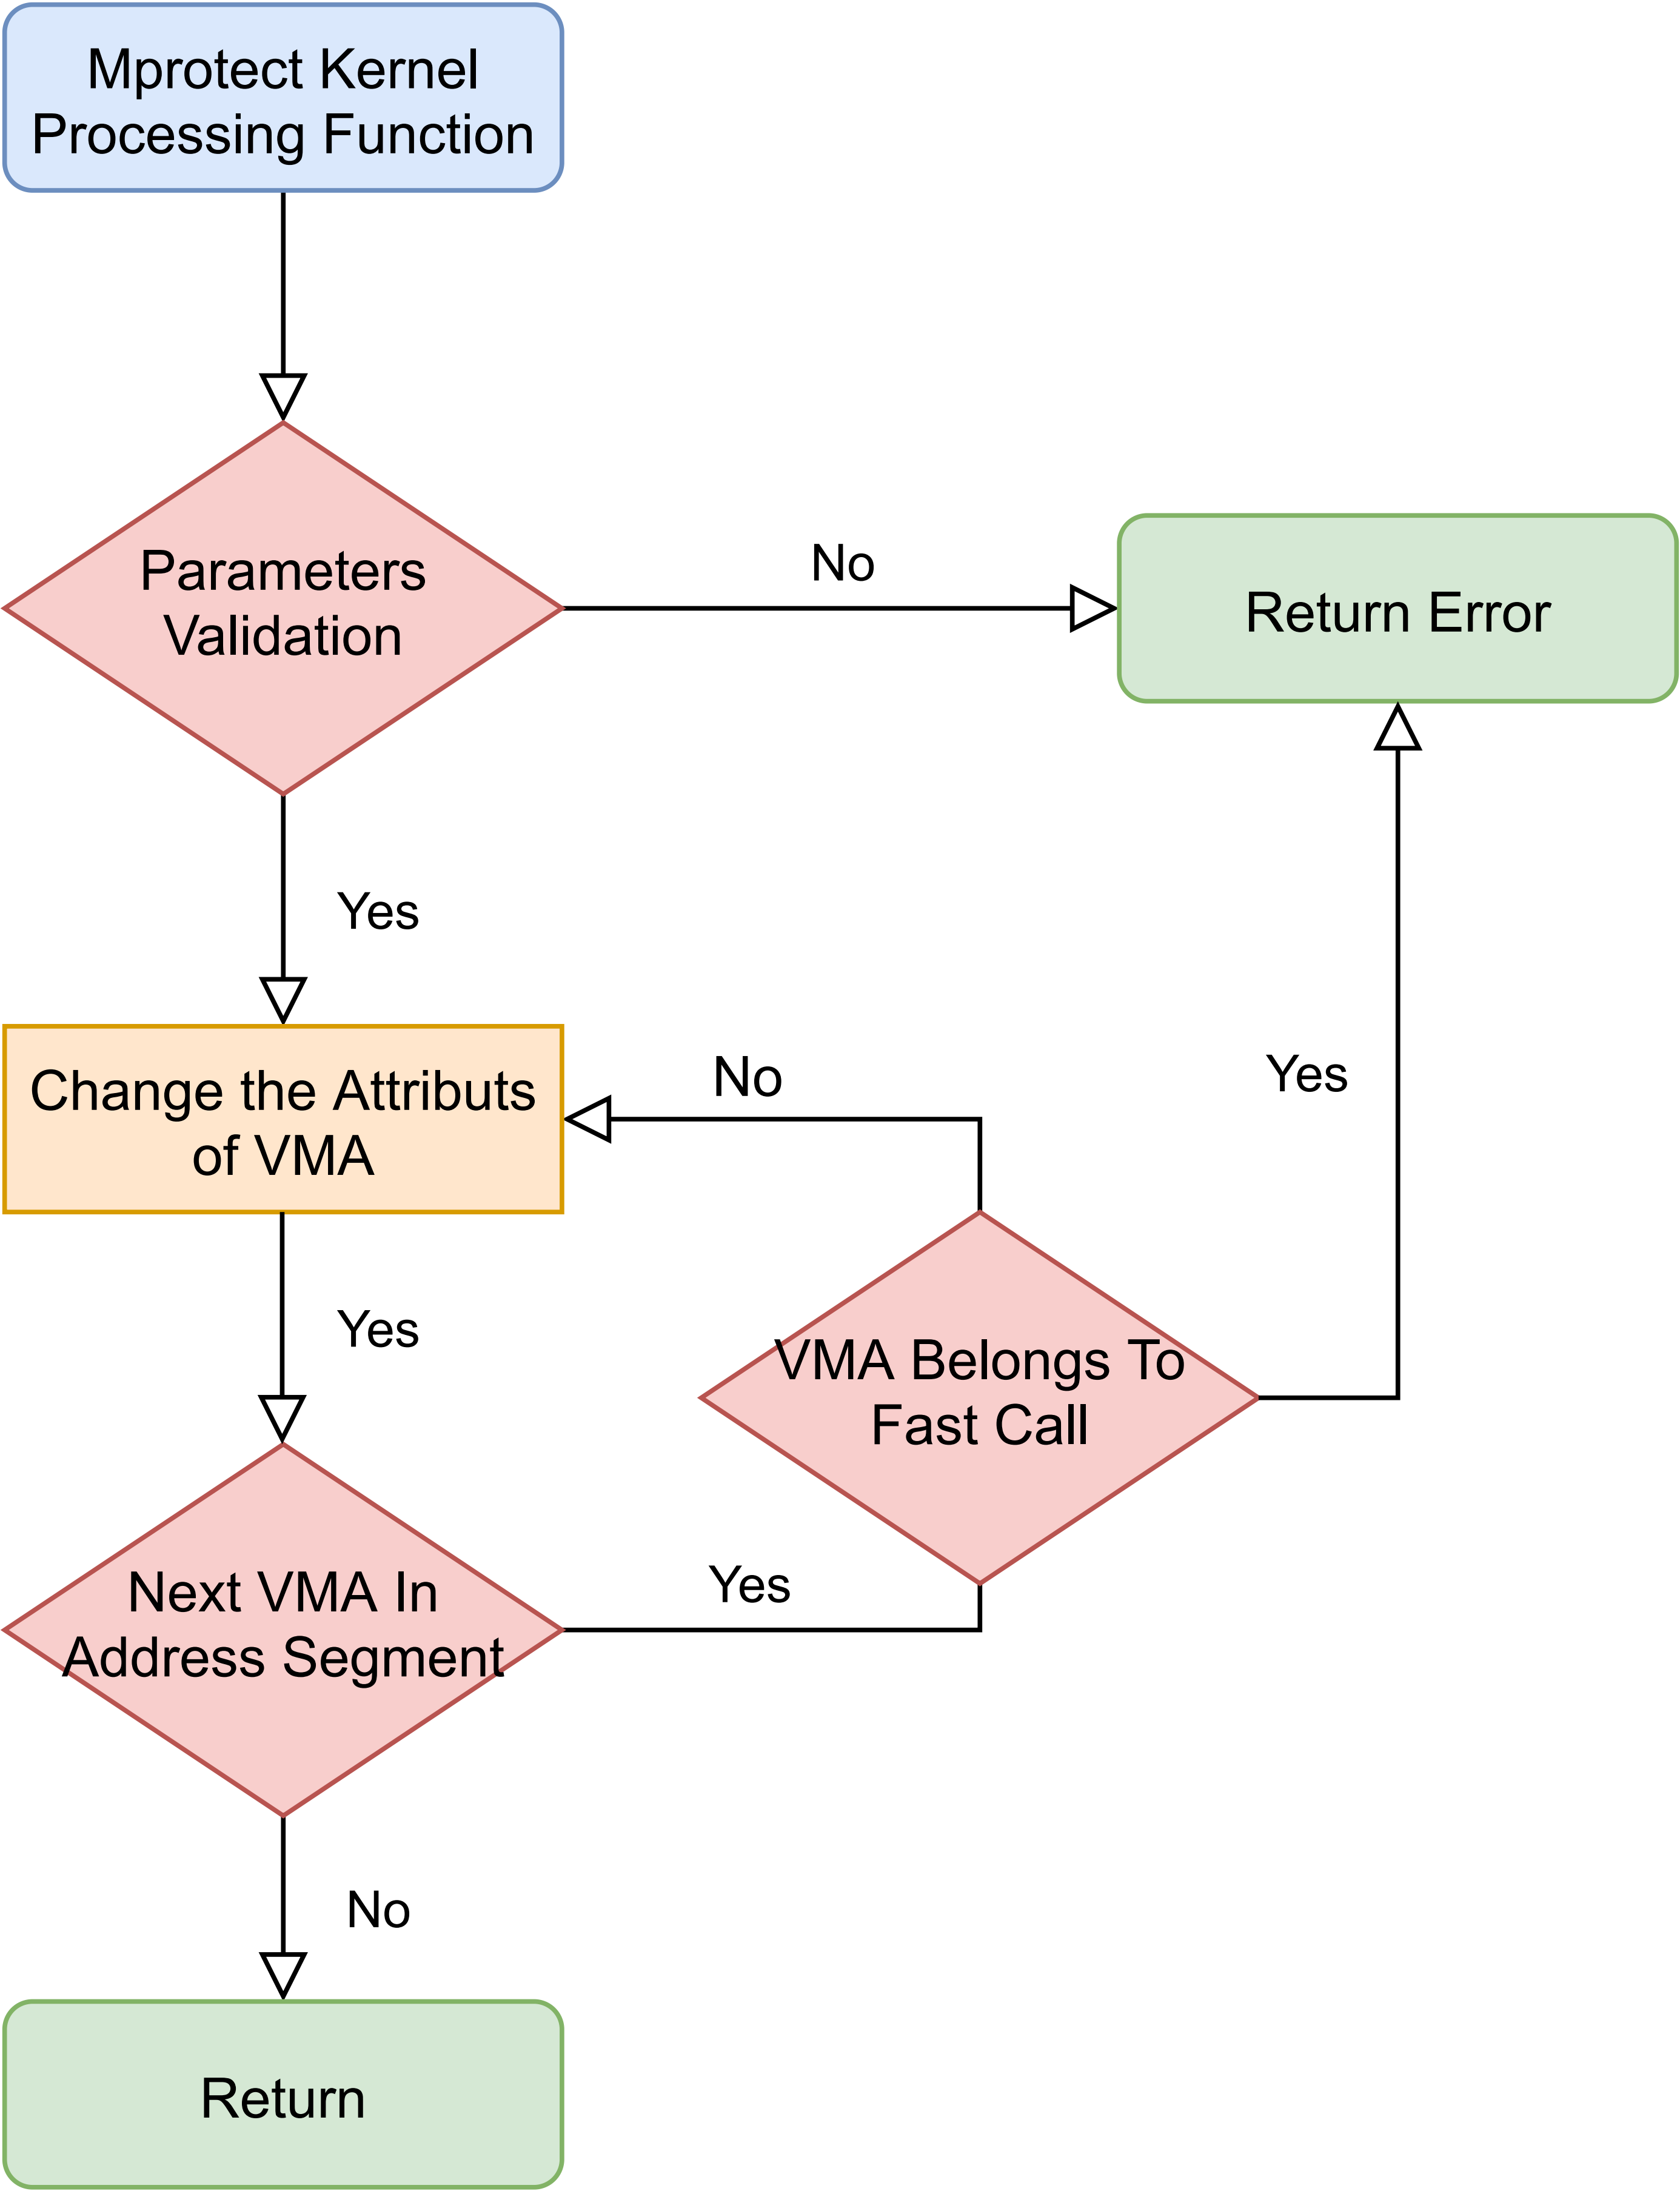 Mprotect Kernel
Processing Function
Parameters
Validation
No
Return Error
Yes
Change the Attributs
of VMA
No
Yes
Yes
VMA Belongs To
Fast Call
Next VMA In
Address Segment
Yes
No
Return